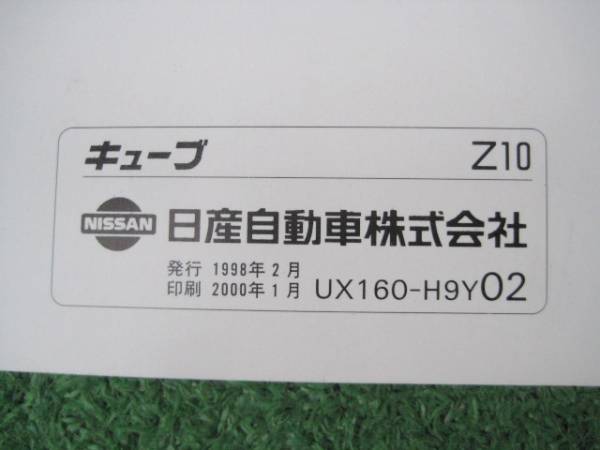 キューブ Z10
NISSAN 日産自動車株式会社
発行 1998年2月
印刷 2000年1月 UX160-H9Y02